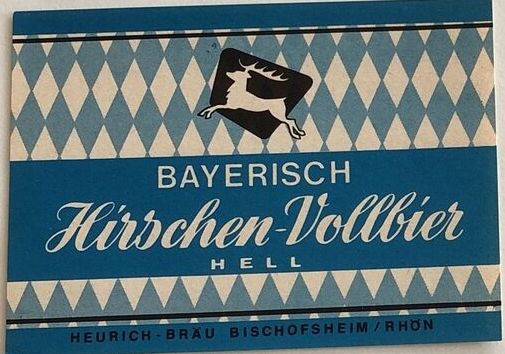 BAYERISCH
Hirschen-Vollbier
HELL
HEURICH-BRÄU BISCHOFSHEIM/RHÖN